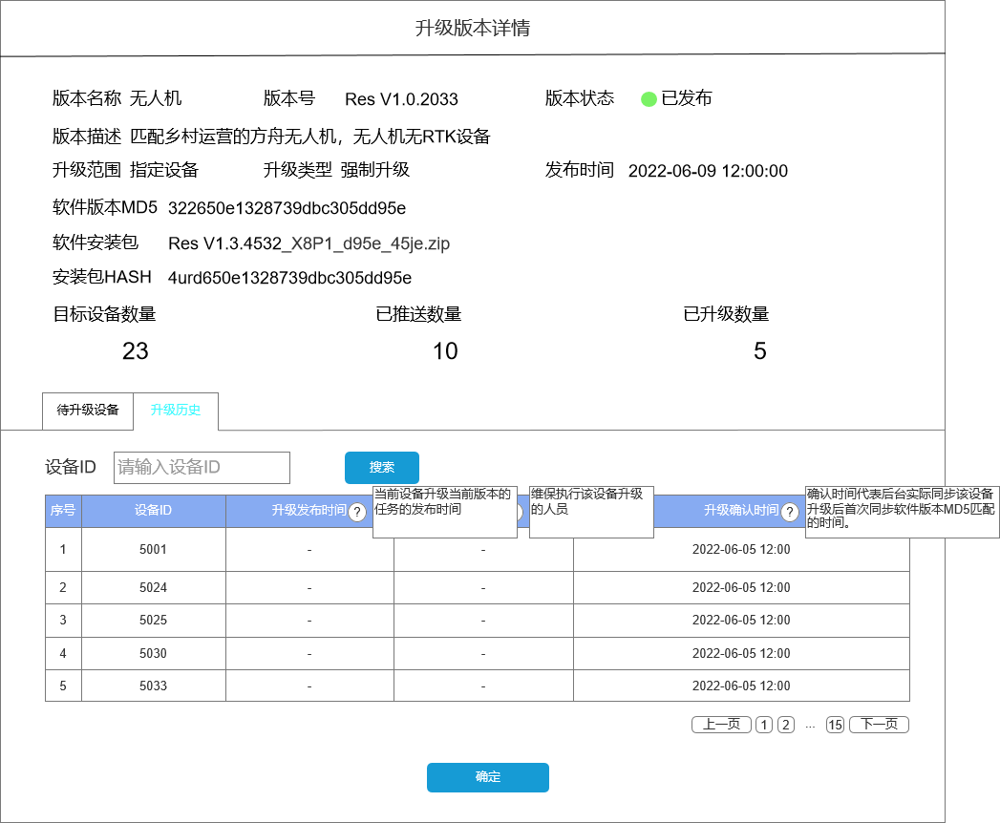 升级版本详情
版本名称 无人机 版本号 Res V1.0.2033 版本状态 已发布
版本描述 匹配乡村运营的方舟无人机，无人机无RTK设备
升级范围 指定设备 升级类型 强制升级 发布时间 2022-06-09 12:00:00
软件版本MD5 322650e1328739dbc305dd95e
软件安装包 Res V1.3.4532_X8P1_d95e_45je.zip
安装包HASH 4urd650e1328739dbc305dd95e
目标设备数量 已推送数量 已升级数量
23 10 5
待升级设备 升级历史
设备ID 请输入设备ID 搜索
序号 设备ID 升级发布时间 ? 升级确认时间 ?
当前设备升级当前版本的
任务的发布时间
维保执行该设备升级
的人员
确认时间代表后台实际同步该设备
升级后首次同步软件版本MD5匹配
的时间。
1 5001 - - 2022-06-05 12:00
2 5024 - - 2022-06-05 12:00
3 5025 - - 2022-06-05 12:00
4 5030 - - 2022-06-05 12:00
5 5033 - - 2022-06-05 12:00
上一页 1 2 ... 15 下一页
确定